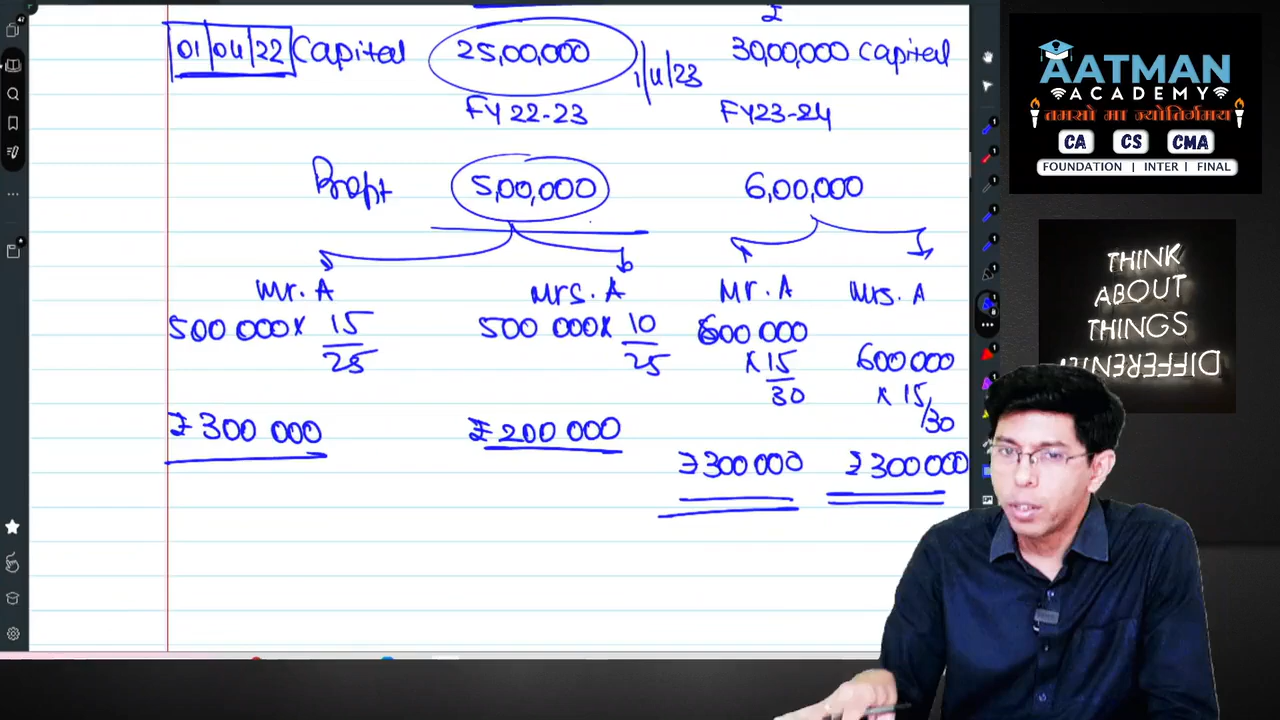 01 04 22 Capital 25,00,000 1/4/23 30,00,000 Capital
FY 22-23 FY 23-24
Profit 5,00,000 6,00,000
Mr. A Mrs. A Mr. A Mrs. A
500 000 x 15/25 500 000 x 10/25 600 000 x 15/30 600 000 x 15/30
₹ 300 000 ₹ 200 000
₹ 300 000 ₹ 300 000
AATMAN
ACADEMY
तमसो मा ज्योतिर्गमय
CA CS CMA
FOUNDATION | INTER | FINAL
THINK
ABOUT
THINGS
DIFFERENTLY